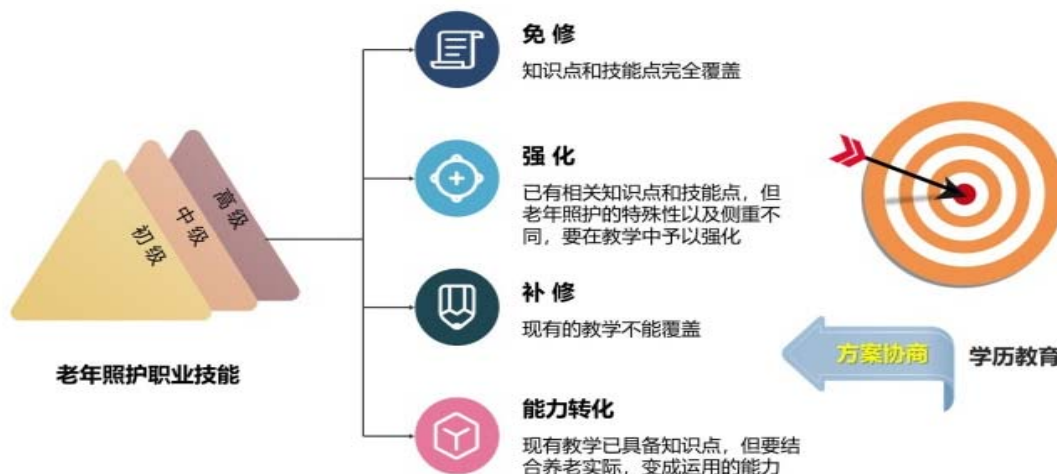 初级
中级
高级
老年照护职业技能
免修
知识点和技能点完全覆盖
强化
已有相关知识点和技能点，但
老年照护的特殊性以及侧重不
同，要在教学中予以强化
补修
现有的教学不能覆盖
能力转化
现有教学已具备知识点，但要结
合养老实际，变成运用的能力
方案协商
学历教育